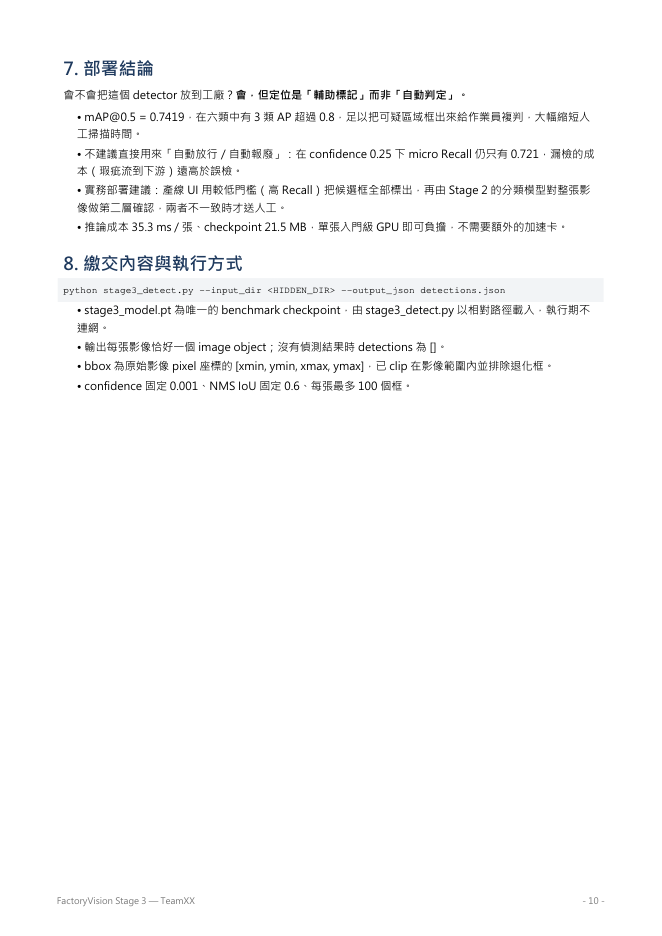 7. 部署結論
會不會把這個 detector 放到工廠？會，但定位是「輔助標記」而非「自動判定」。
• mAP@0.5 = 0.7419，在六類中有 3 類 AP 超過 0.8，足以把可疑區域框出來給作業員複判，大幅縮短人
工掃描時間。
• 不建議直接用來「自動放行 / 自動報廢」：在 confidence 0.25 下 micro Recall 仍只有 0.721，漏檢的成
本（瑕疵流到下游）遠高於誤檢。
• 實務部署建議：產線 UI 用較低門檻（高 Recall）把候選框全部標出，再由 Stage 2 的分類模型對整張影
像做第二層確認，兩者不一致時才送人工。
• 推論成本 35.3 ms / 張、checkpoint 21.5 MB，單張入門級 GPU 即可負擔，不需要額外的加速卡。
8. 繳交內容與執行方式
python stage3_detect.py --input_dir <HIDDEN_DIR> --output_json detections.json
• stage3_model.pt 為唯一的 benchmark checkpoint，由 stage3_detect.py 以相對路徑載入，執行期不
連網。
• 輸出每張影像恰好一個 image object；沒有偵測結果時 detections 為 []。
• bbox 為原始影像 pixel 座標的 [xmin, ymin, xmax, ymax]，已 clip 在影像範圍內並排除退化框。
• confidence 固定 0.001、NMS IoU 固定 0.6、每張最多 100 個框。
FactoryVision Stage 3 — TeamXX
- 10 -